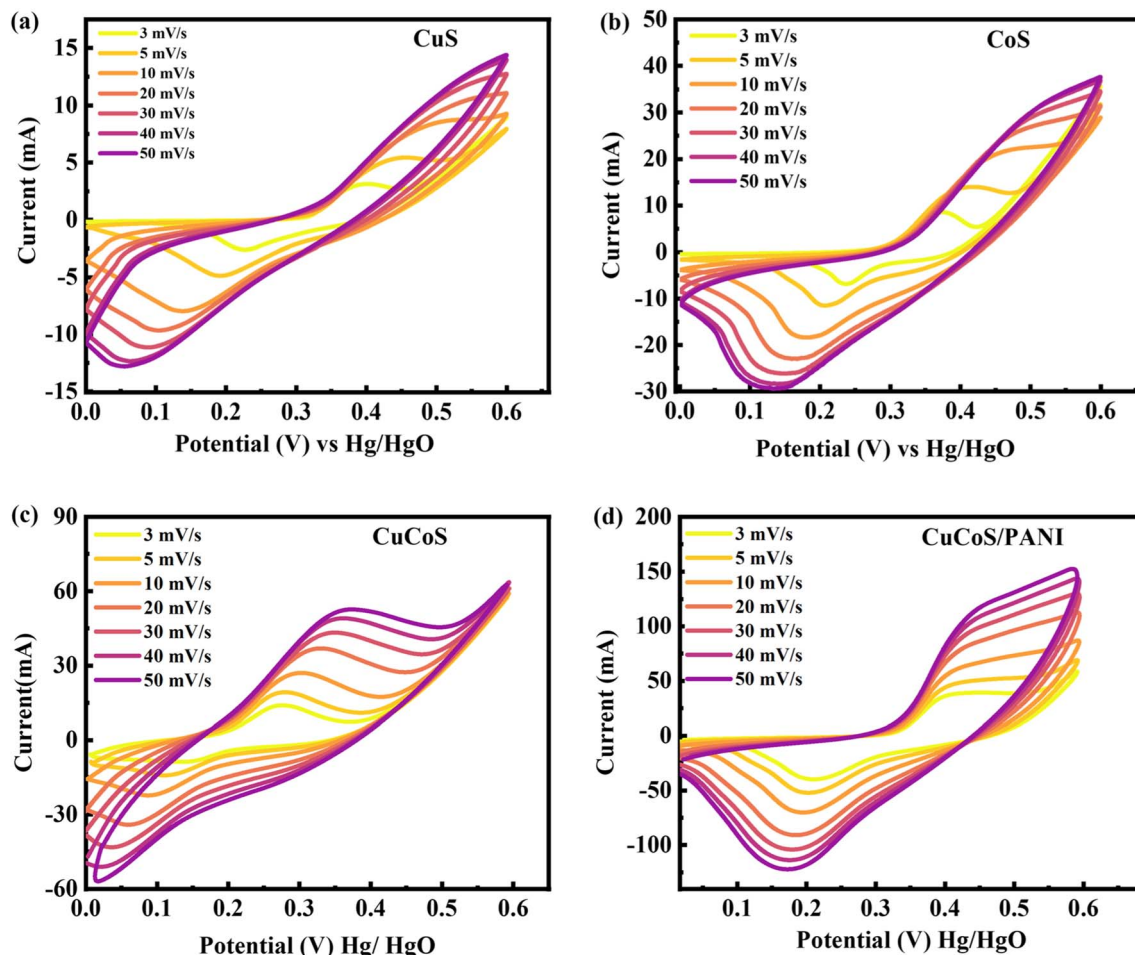 (a)
CuS
3 mV/s
5 mV/s
10 mV/s
20 mV/s
30 mV/s
40 mV/s
50 mV/s
15
10
5
0
-5
-10
-15
Current (mA)
0.0 0.1 0.2 0.3 0.4 0.5 0.6
Potential (V) vs Hg/HgO
(b)
CoS
3 mV/s
5 mV/s
10 mV/s
20 mV/s
30 mV/s
40 mV/s
50 mV/s
50
40
30
20
10
0
-10
-20
-30
Current (mA)
0.0 0.1 0.2 0.3 0.4 0.5 0.6
Potential (V) vs Hg/HgO
(c)
CuCoS
3 mV/s
5 mV/s
10 mV/s
20 mV/s
30 mV/s
40 mV/s
50 mV/s
90
60
30
0
-30
-60
Current(mA)
0.0 0.1 0.2 0.3 0.4 0.5 0.6
Potential (V) Hg/ HgO
(d)
CuCoS/PANI
3 mV/s
5 mV/s
10 mV/s
20 mV/s
30 mV/s
40 mV/s
50 mV/s
200
150
100
50
0
-50
-100
Current (mA)
0.1 0.2 0.3 0.4 0.5 0.6
Potential (V) Hg/HgO